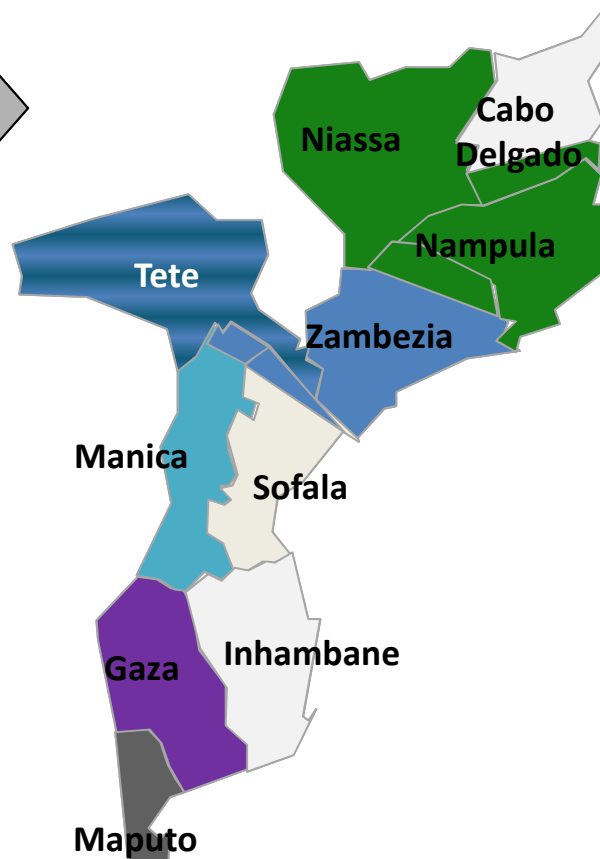 Cabo
Delgado
Niassa
Nampula
Tete
Zambezia
Manica
Sofala
Inhambane
Gaza
Maputo